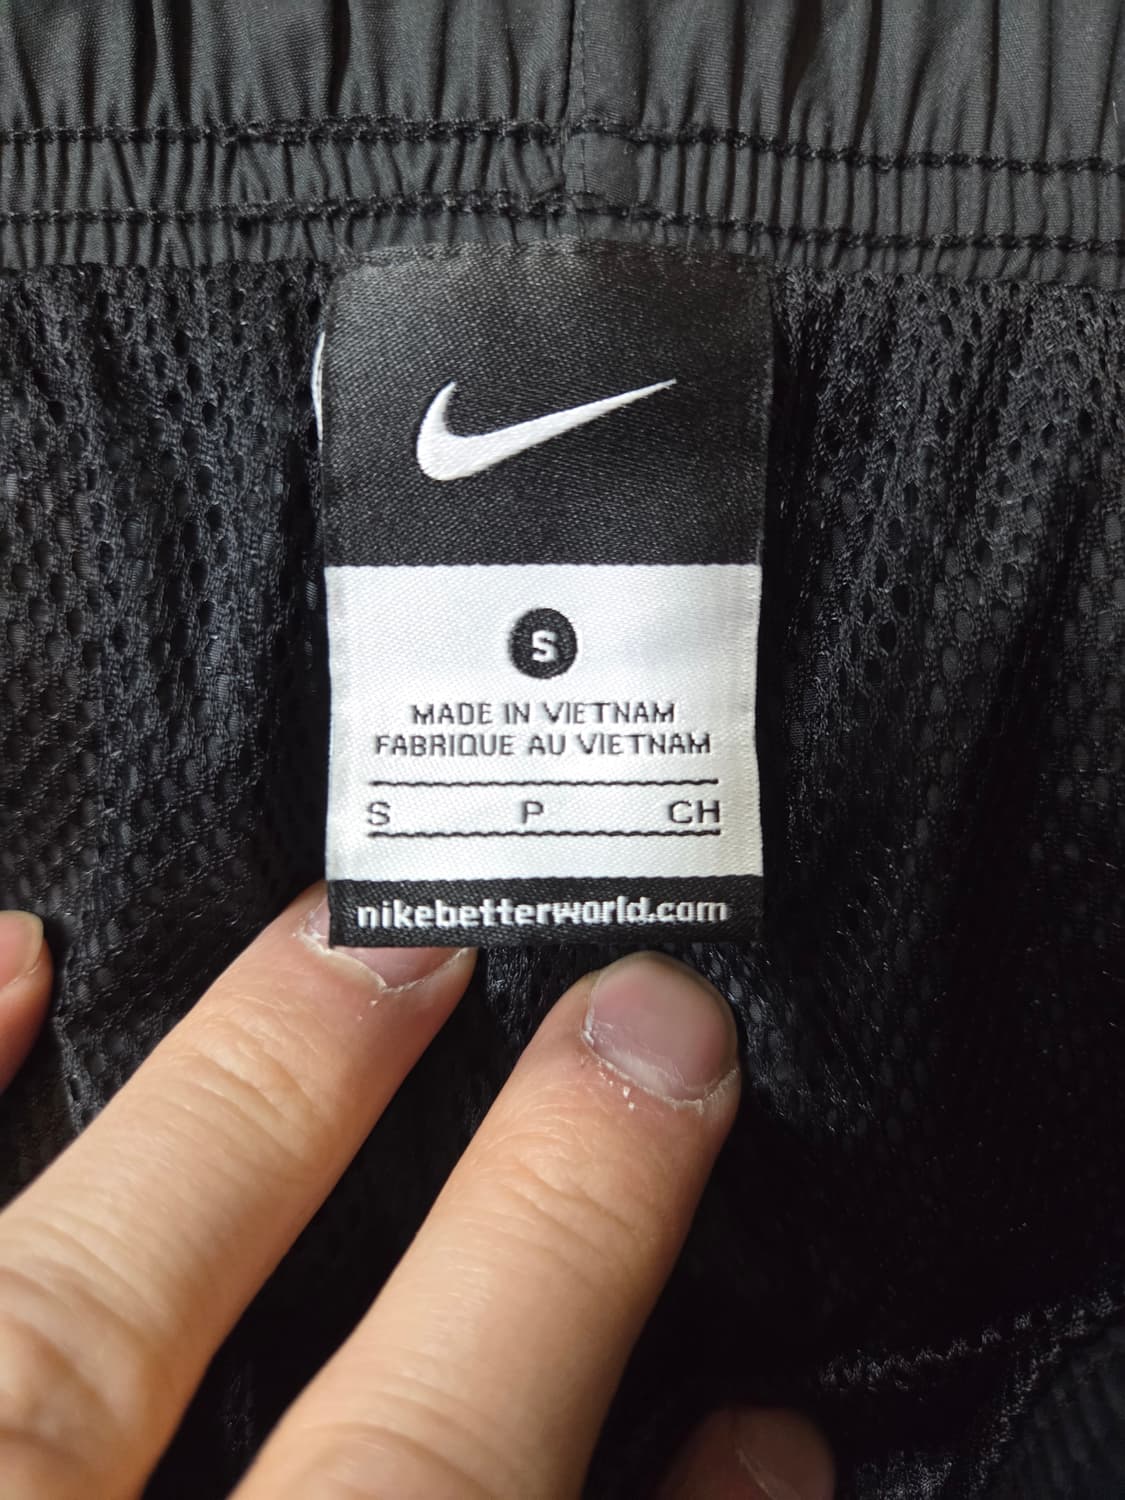 S
MADE IN VIETNAM
FABRIQUE AU VIETNAM
S P CH
nikebetterworld.com